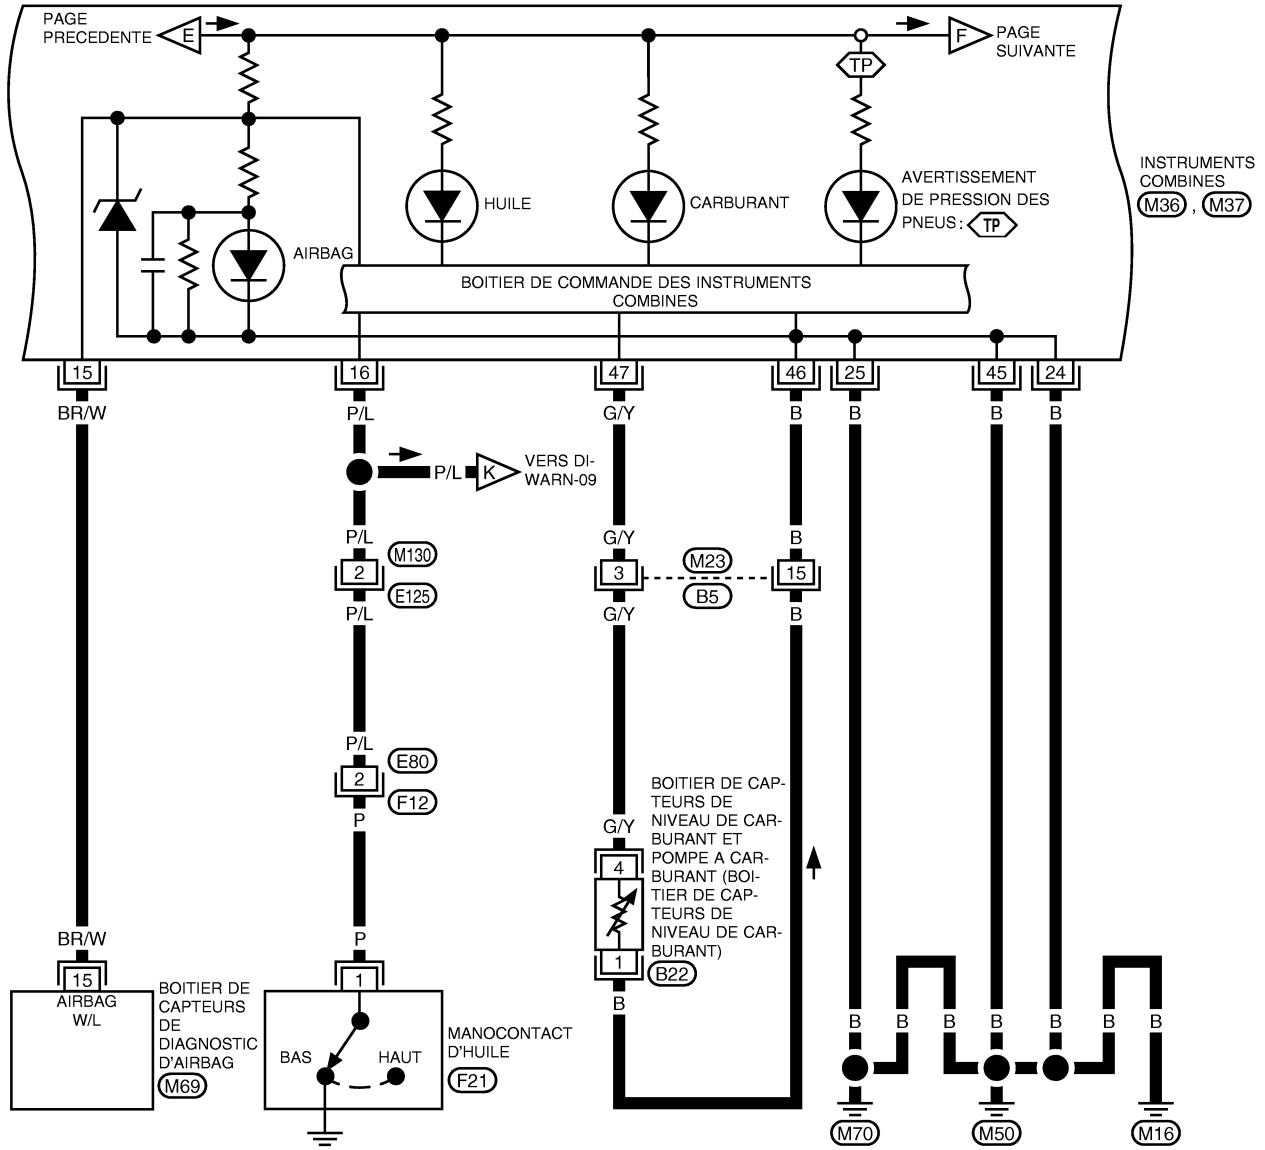 PAGE
PRECEDENTE
E
F
PAGE
SUIVANTE
TP
INSTRUMENTS
COMBINES
M36 , M37
HUILE
CARBURANT
AVERTISSEMENT
DE PRESSION DES
PNEUS : TP
AIRBAG
BOITIER DE COMMANDE DES INSTRUMENTS
COMBINES
15 16 47 46 25 45 24
BR/W P/L G/Y B B B B
P/L K
VERS DI-
WARN-09
P/L G/Y B
M130
2
E125
3 M23 15
B5
P/L G/Y B
P/L
E80
2
F12
P
G/Y
4
1
B22
B
BOITIER DE CAP-
TEURS DE
NIVEAU DE CAR-
BURANT ET
POMPE A CAR-
BURANT (BOI-
TIER DE CAP-
TEURS DE
NIVEAU DE CAR-
BURANT)
BR/W P
15 1
AIRBAG
W/L
BOITIER DE
CAPTEURS
DE
DIAGNOSTIC
D'AIRBAG
M69
BAS HAUT
MANOCONTACT
D'HUILE
F21
B B B B B B B
M70 M50 M16